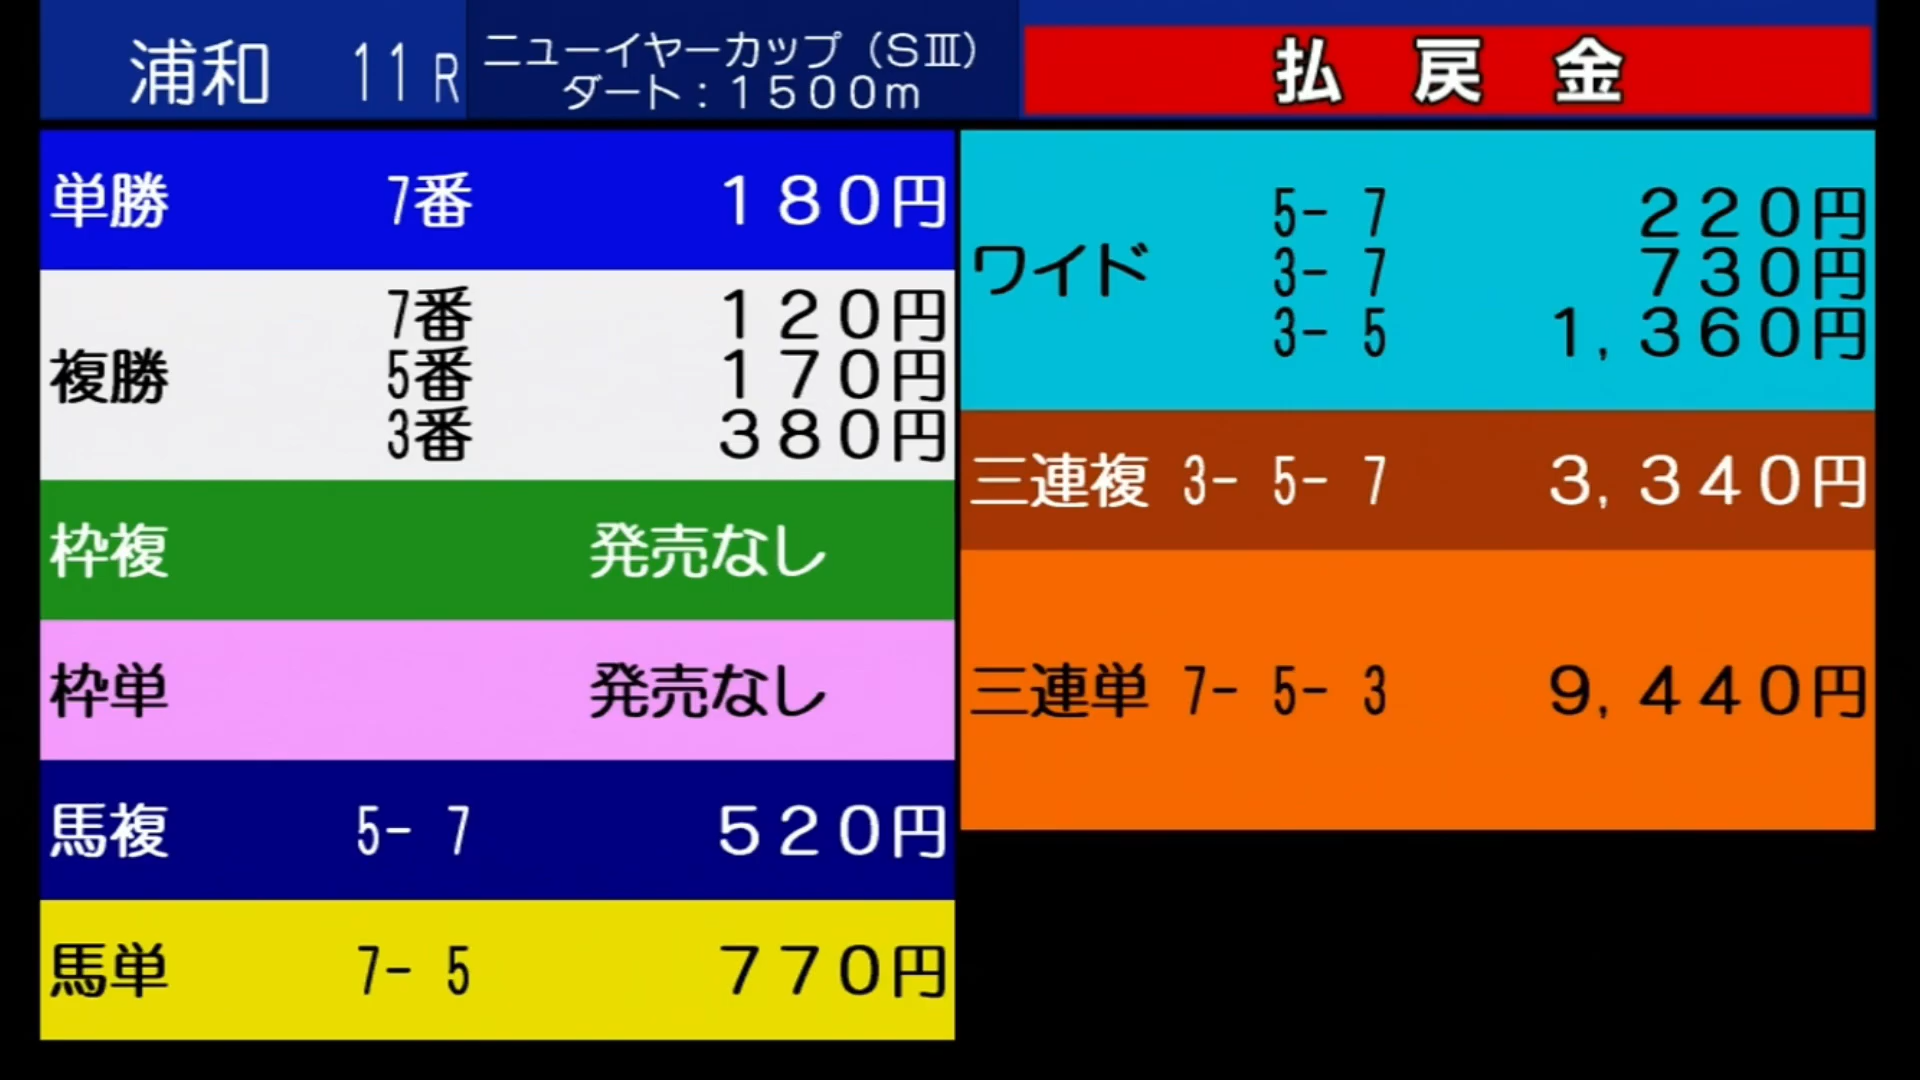 浦和 11R
ニューイヤーカップ（SⅢ）
ダート：1500m
払戻金
単勝 7番 180円
複勝
7番 120円
5番 170円
3番 380円
枠複 発売なし
枠単 発売なし
馬複 5- 7 520円
馬単 7- 5 770円
ワイド
5- 7 220円
3- 7 730円
3- 5 1,360円
三連複 3- 5- 7 3,340円
三連単 7- 5- 3 9,440円